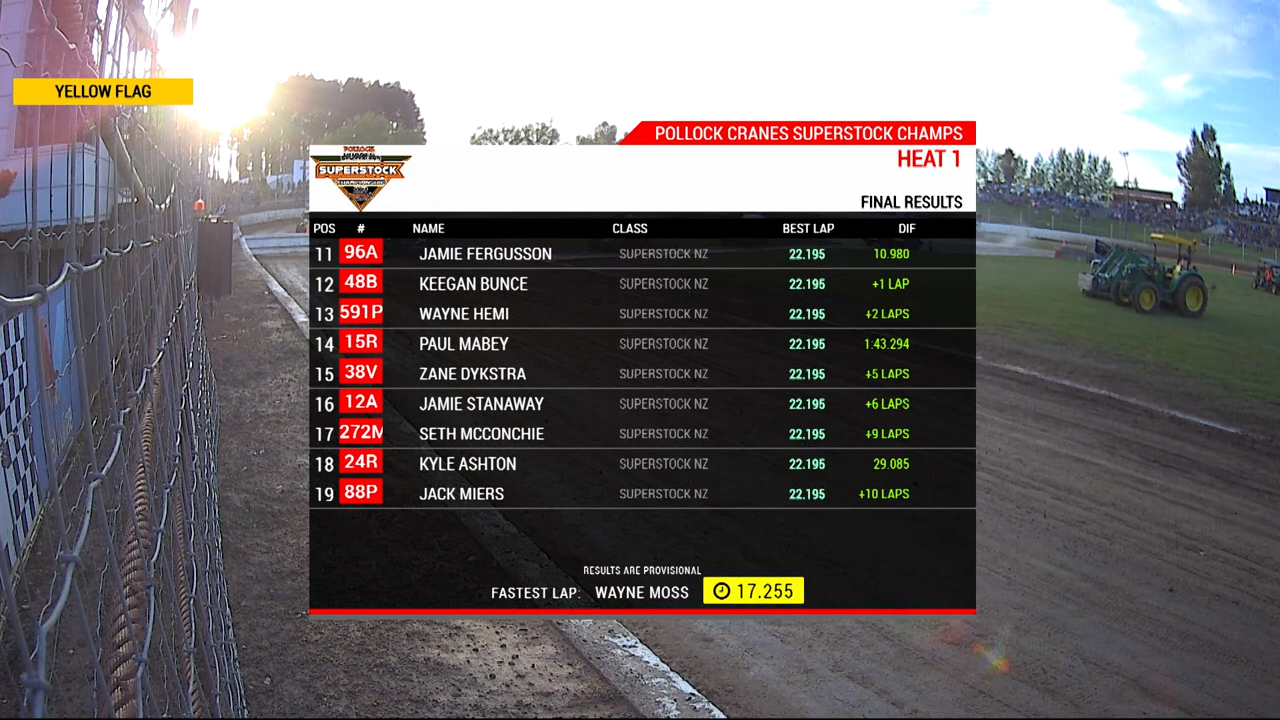 YELLOW FLAG
POLLOCK CRANES SUPERSTOCK CHAMPS
HEAT 1
SUPERSTOCK
FINAL RESULTS
POS # NAME CLASS BEST LAP DIF
11 96A JAMIE FERGUSSON SUPERSTOCK NZ 22.195 10.980
12 48B KEEGAN BUNCE SUPERSTOCK NZ 22.195 +1 LAP
13 591P WAYNE HEMI SUPERSTOCK NZ 22.195 +2 LAPS
14 15R PAUL MABEY SUPERSTOCK NZ 22.195 1:43.294
15 38V ZANE DYKSTRA SUPERSTOCK NZ 22.195 +5 LAPS
16 12A JAMIE STANAWAY SUPERSTOCK NZ 22.195 +6 LAPS
17 272M SETH MCCONCHIE SUPERSTOCK NZ 22.195 +9 LAPS
18 24R KYLE ASHTON SUPERSTOCK NZ 22.195 29.085
19 88P JACK MIERS SUPERSTOCK NZ 22.195 +10 LAPS
RESULTS ARE PROVISIONAL
FASTEST LAP: WAYNE MOSS 17.255